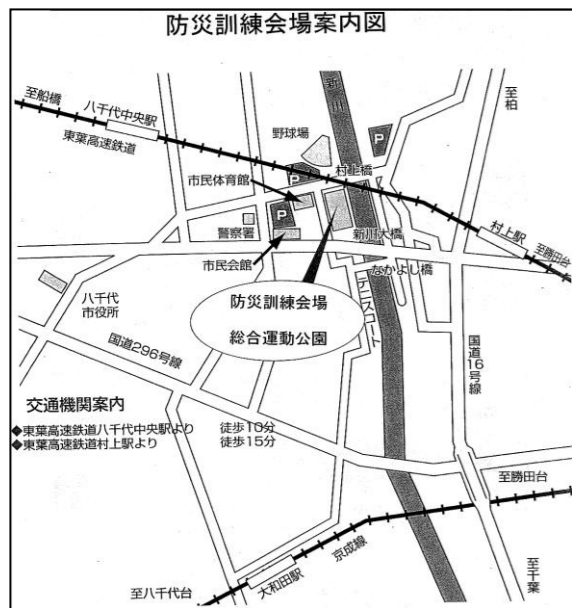 防災訓練会場案内図
至船橋
八千代中央駅
東葉高速鉄道
新川
至柏
野球場
P
P
村上橋
市民体育館
P
警察署
新川大橋
村上駅
至勝田台
市民会館
なかよし橋
テニスコート
防災訓練会場
総合運動公園
八千代
市役所
国道296号線
国道16号線
交通機関案内
◆東葉高速鉄道八千代中央駅より 徒歩10分
◆東葉高速鉄道村上駅より 徒歩15分
至勝田台
京成線
大和田駅
至八千代台
至千葉